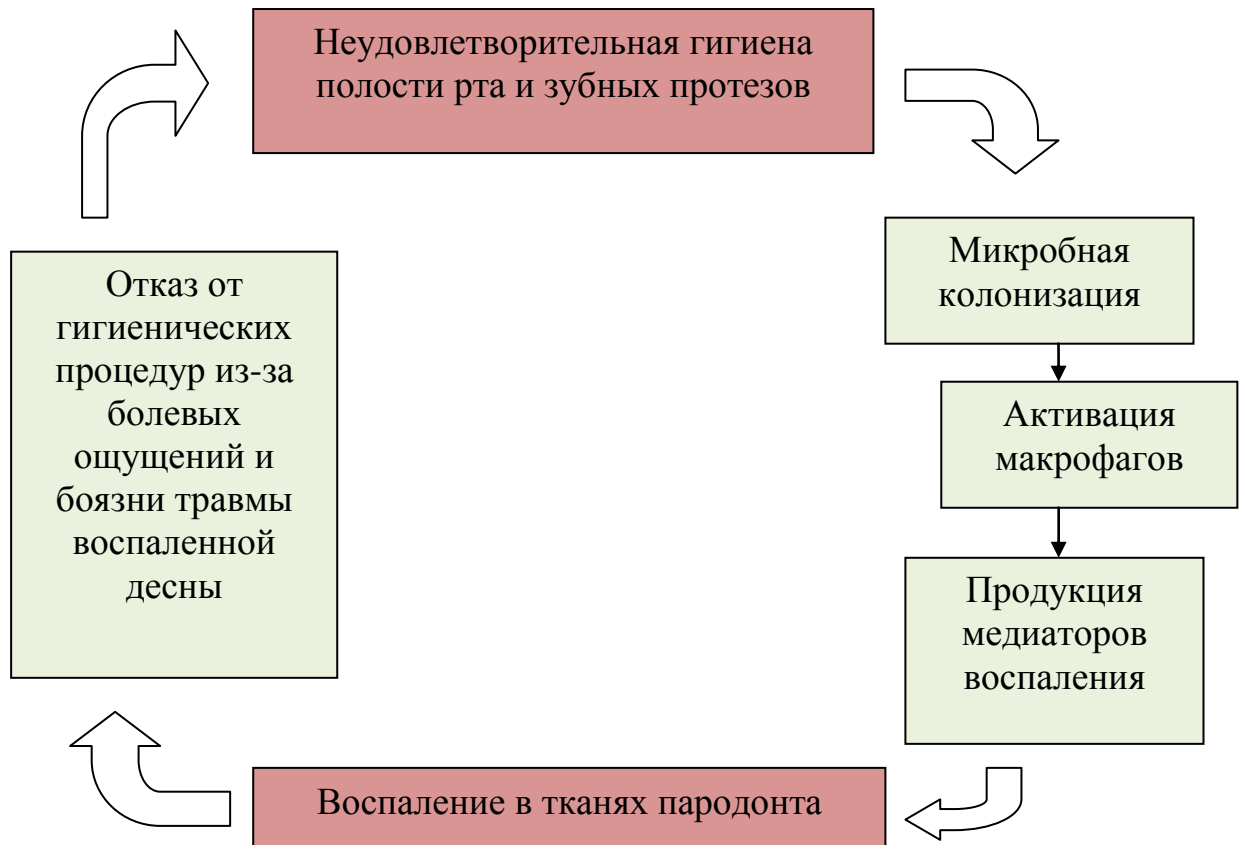 Неудовлетворительная гигиена
полости рта и зубных протезов
Микробная
колонизация
Активация
макрофагов
Продукция
медиаторов
воспаления
Воспаление в тканях пародонта
Отказ от
гигиенических
процедур из-за
болевых
ощущений и
боязни травмы
воспаленной
десны